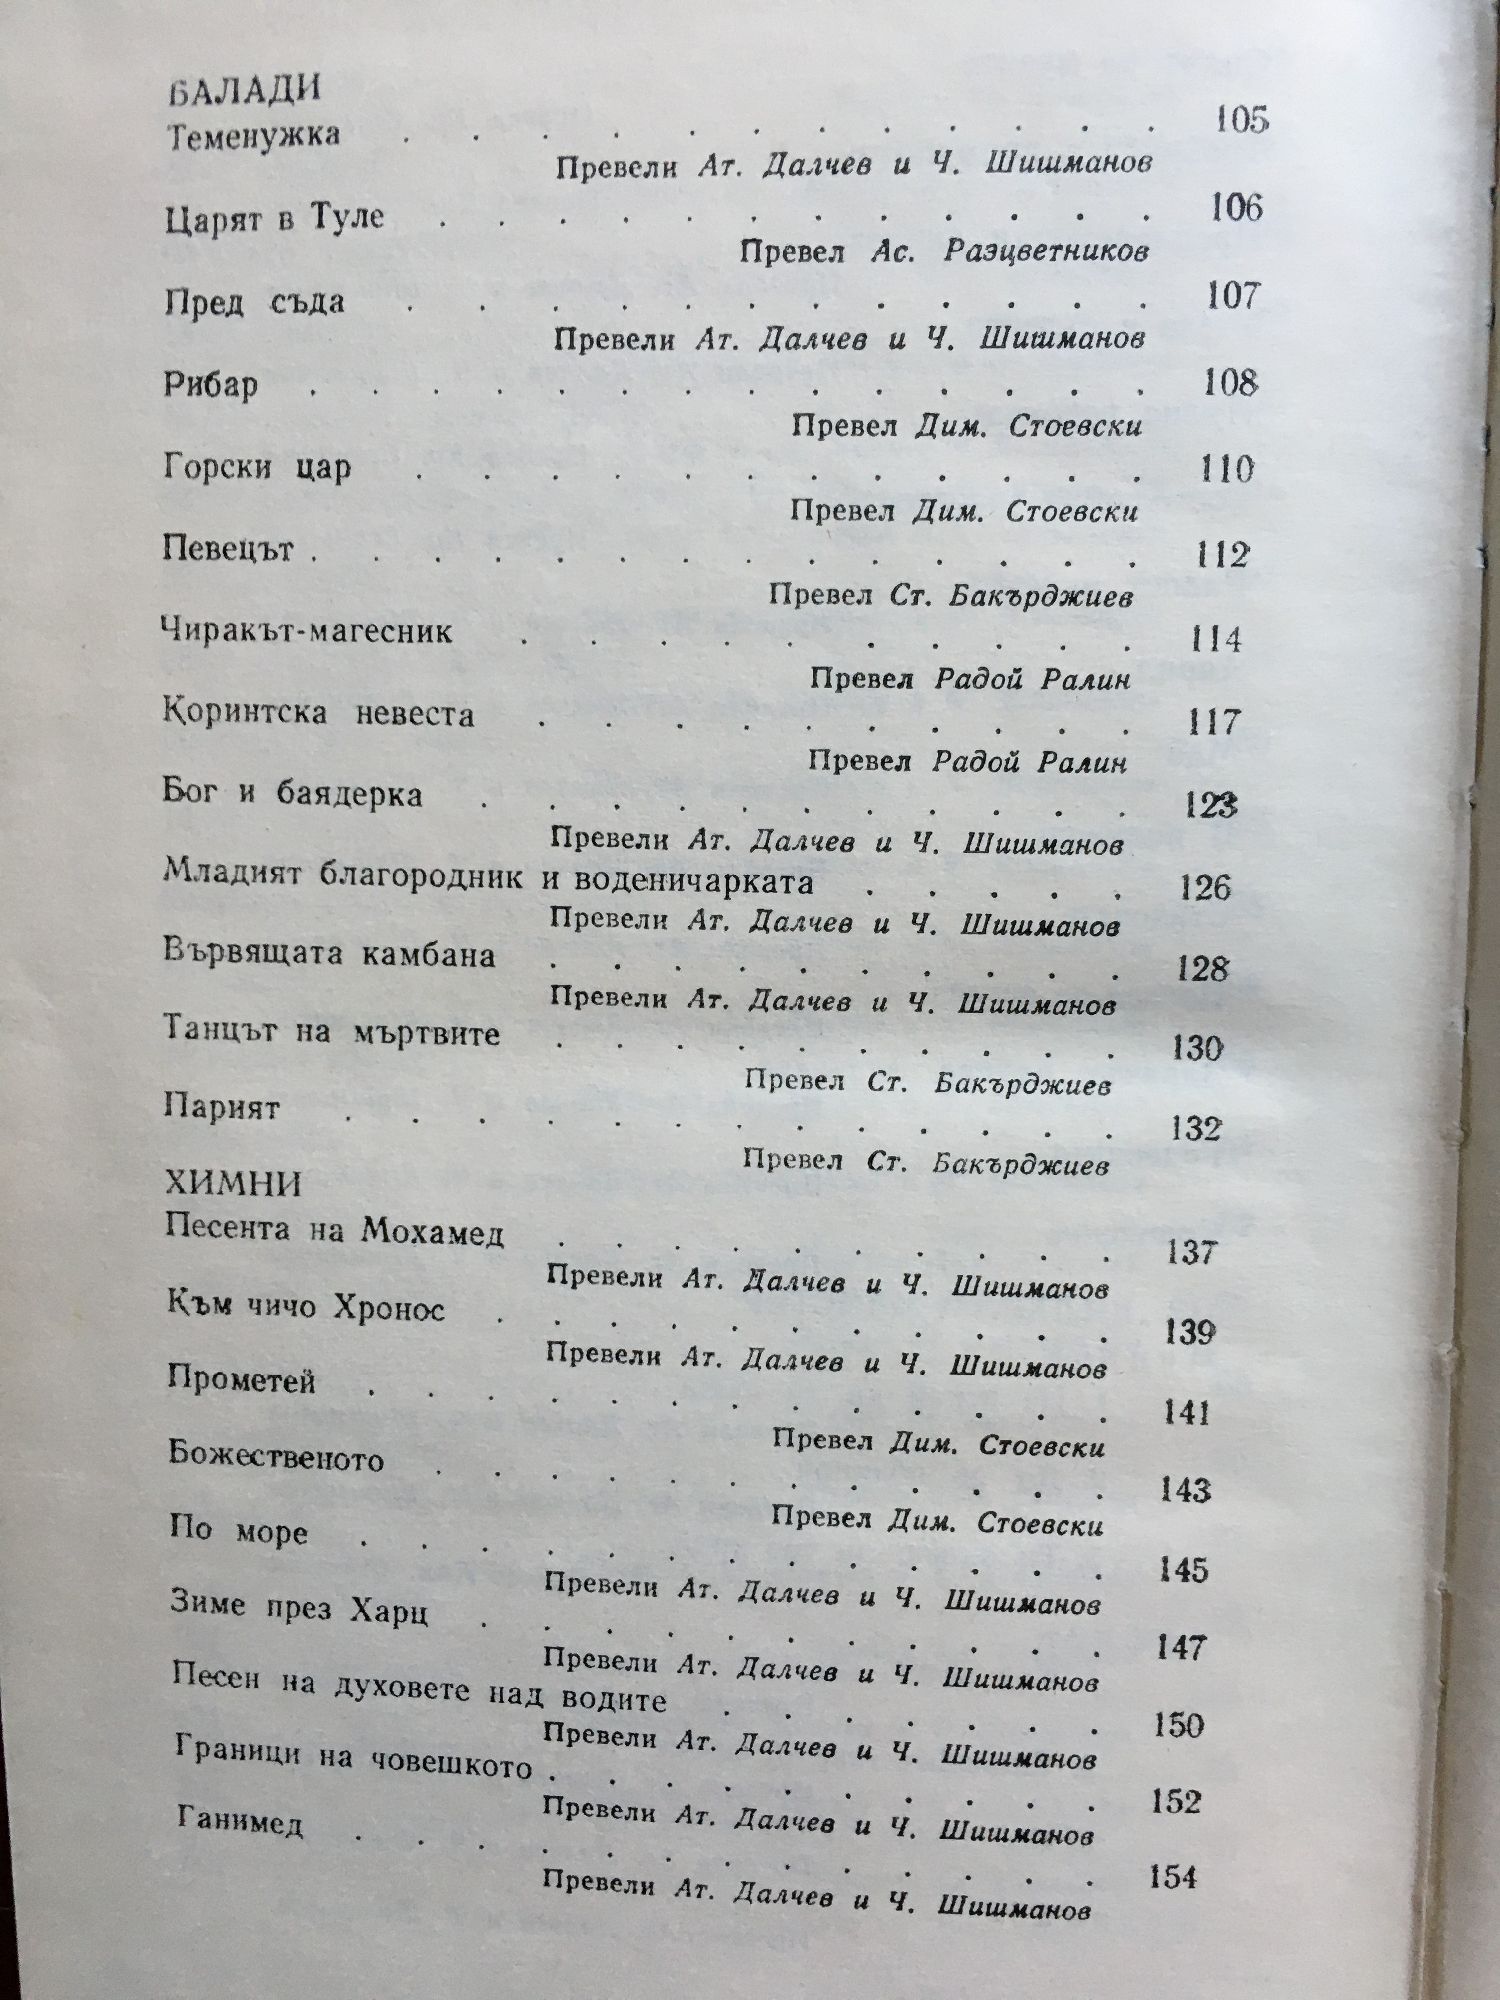 БАЛАДИ
Теменужка . . . . . . . . . . . . 105
Превели Ат. Далчев и Ч. Шишманов
Царят в Туле . . . . . . . . . . . . 106
Превел Ас. Разцветников
Пред съда . . . . . . . . . . . . 107
Превели Ат. Далчев и Ч. Шишманов
Рибар . . . . . . . . . . . . . . 108
Превел Дим. Стоевски
Горски цар . . . . . . . . . . . . 110
Превел Дим. Стоевски
Певецът . . . . . . . . . . . . . . 112
Превел Ст. Бакърджиев
Чиракът-магесник . . . . . . . . . . 114
Превел Радой Ралин
Коринтска невеста . . . . . . . . . . 117
Превел Радой Ралин
Бог и баядерка . . . . . . . . . . . 123
Превели Ат. Далчев и Ч. Шишманов
Младият благородник и воденичарката . . . . . 126
Превели Ат. Далчев и Ч. Шишманов
Вървящата камбана . . . . . . . . . . 128
Превели Ат. Далчев и Ч. Шишманов
Танцът на мъртвите . . . . . . . . . . 130
Превел Ст. Бакърджиев
Парият . . . . . . . . . . . . . 132
Превел Ст. Бакърджиев
ХИМНИ
Песента на Мохамед . . . . . . . . . . 137
Превели Ат. Далчев и Ч. Шишманов
Към чичо Хронос . . . . . . . . . . . 139
Превели Ат. Далчев и Ч. Шишманов
Прометей . . . . . . . . . . . . . 141
Превел Дим. Стоевски
Божественото . . . . . . . . . . . . 143
Превел Дим. Стоевски
По море . . . . . . . . . . . . . 145
Превели Ат. Далчев и Ч. Шишманов
Зиме през Харц . . . . . . . . . . . 147
Превели Ат. Далчев и Ч. Шишманов
Песен на духовете над водите . . . . . . . 150
Превели Ат. Далчев и Ч. Шишманов
Граници на човешкото . . . . . . . . . . 152
Превели Ат. Далчев и Ч. Шишманов
Ганимед . . . . . . . . . . . . . 154
Превели Ат. Далчев и Ч. Шишманов